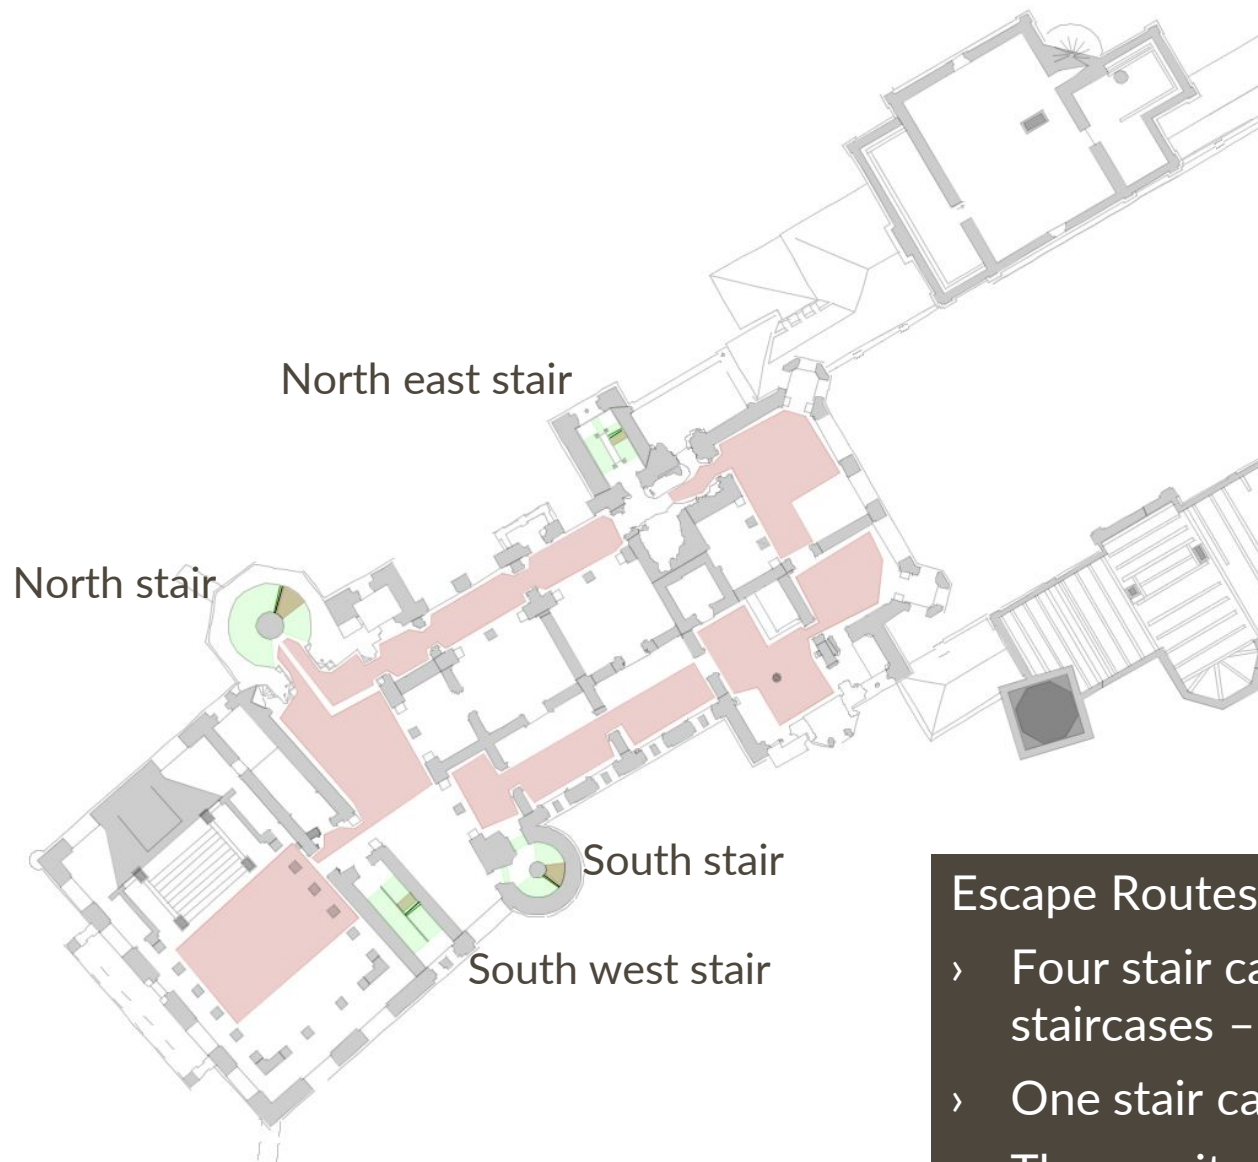 North east stair
North stair
South stair
South west stair
Escape Routes
› Four stair
staircases –
› One stair